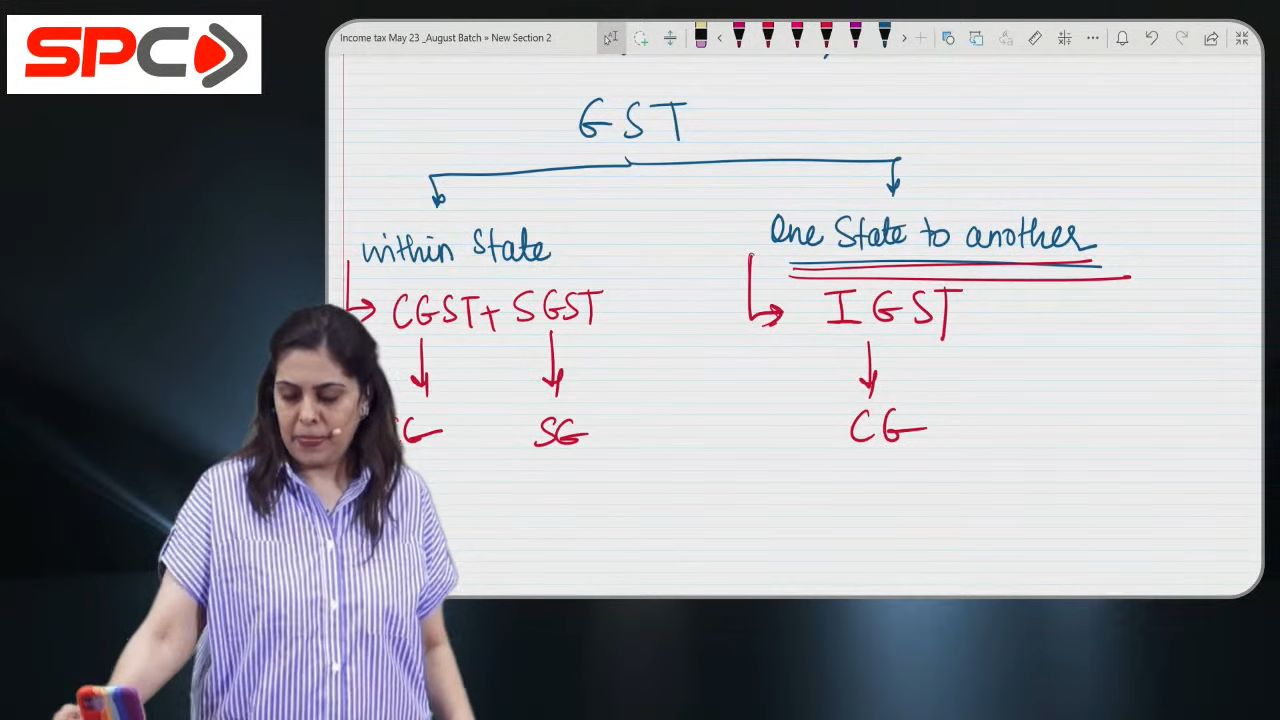 SPC
Income tax May 23 _August Batch » New Section 2
GST
within State
One State to another
CGST + SGST
IGST
SG
CG